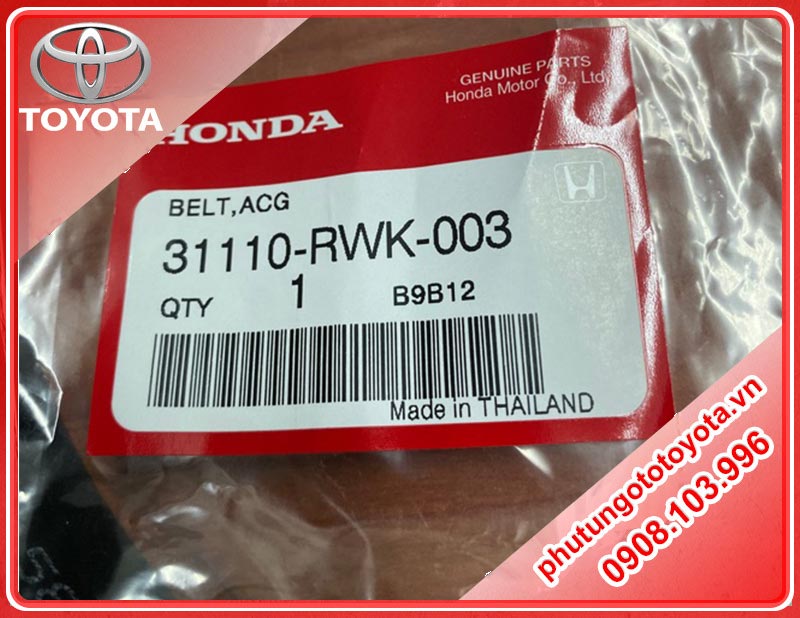 TOYOTA
GENUINE PARTS
Honda Motor Co., Ltd.
HONDA
BELT,ACG
31110-RWK-003
QTY 1 B9B12
Made in THAILAND
phutungototoyota.vn
0908.103.996